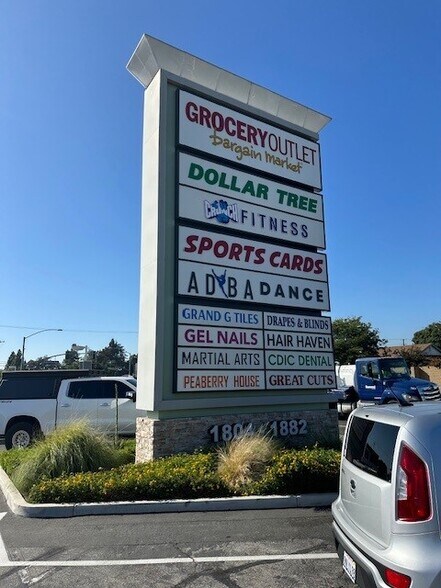 GROCERY OUTLET
bargain market
DOLLAR TREE
CRUNCH FITNESS
SPORTS CARDS
ADBA DANCE
GRAND G TILES DRAPES & BLINDS
GEL NAILS HAIR HAVEN
MARTIAL ARTS CDIC DENTAL
PEABERRY HOUSE GREAT CUTS
1802 1882